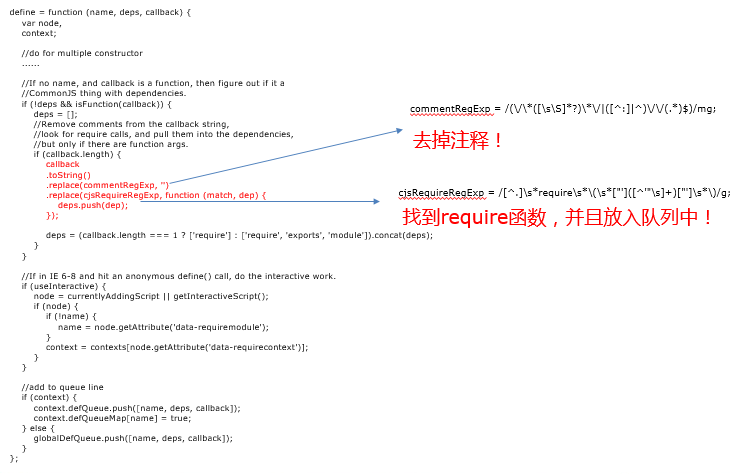 define = function (name, deps, callback) {
var node,
context;
//do for multiple constructor
······
//If no name, and callback is a function, then figure out if it a
//CommonJS thing with dependencies.
if (!deps && isFunction(callback)) {
deps = [];
//Remove comments from the callback string,
//look for require calls, and pull them into the dependencies,
//but only if there are function args.
if (callback.length) {
callback
.toString()
.replace(commentRegExp, '')
.replace(cjsRequireRegExp, function (match, dep) {
deps.push(dep);
});
deps = (callback.length === 1 ? ['require'] : ['require', 'exports', 'module']).concat(deps);
}
}
//If in IE 6-8 and hit an anonymous define() call, do the interactive work.
if (useInteractive) {
node = currentlyAddingScript || getInteractiveScript();
if (node) {
if (!name) {
name = node.getAttribute('data-requiremodule');
}
context = contexts[node.getAttribute('data-requirecontext')];
}
}
//add to queue line
if (context) {
context.defQueue.push([name, deps, callback]);
context.defQueueMap[name] = true;
} else {
globalDefQueue.push([name, deps, callback]);
}
};
commentRegExp = /(\/\*([\s\S]*?)\*\/|([^:]|^)\/\/(.*)$)/mg;
去掉注释！
cjsRequireRegExp = /[^.]\s*require\s*\(\s*["']([^'"\s]+)["']\s*\)/g;
找到require函数，并且放入队列中！